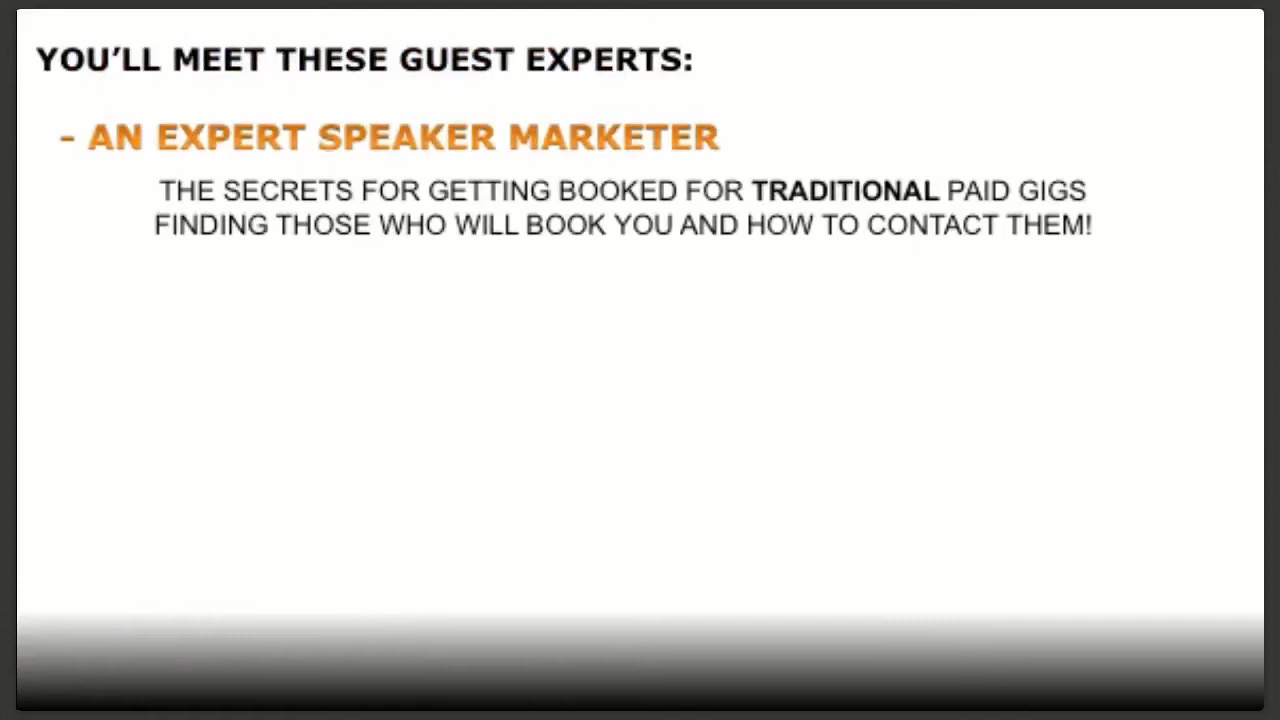 YOU’LL MEET THESE GUEST EXPERTS:
- AN EXPERT SPEAKER MARKETER
THE SECRETS FOR GETTING BOOKED FOR TRADITIONAL PAID GIGS
FINDING THOSE WHO WILL BOOK YOU AND HOW TO CONTACT THEM!